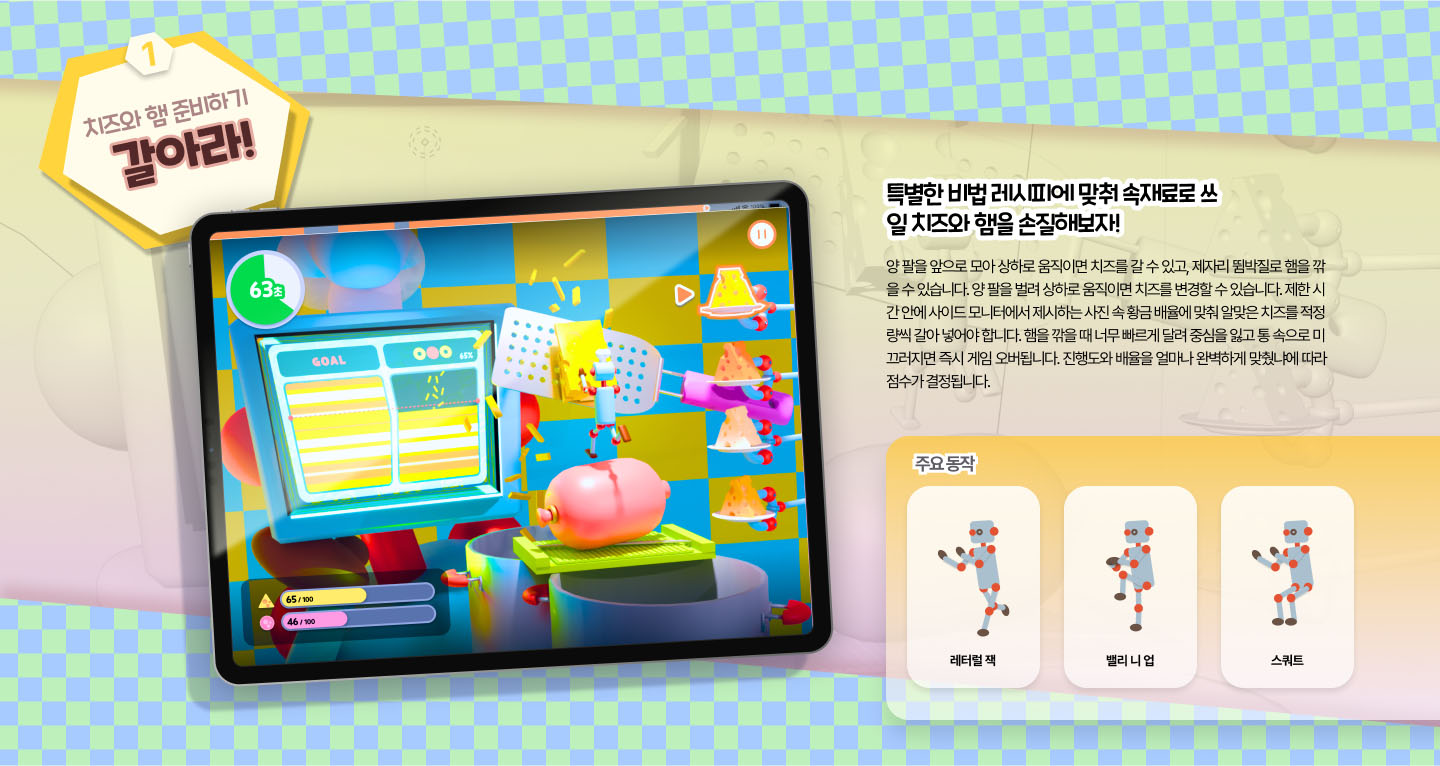 1
치즈와 햄 준비하기
갈아라!
63초
GOAL
65%
65 / 100
46 / 100
특별한 비법 레시피에 맞춰 속재료로 쓰
일 치즈와 햄을 손질해보자!
양 팔을 앞으로 모아 상하로 움직이면 치즈를 갈 수 있고, 제자리 뜀박질로 햄을 깎
을 수 있습니다. 양 팔을 벌려 상하로 움직이면 치즈를 변경할 수 있습니다. 제한 시
간 안에 사이드 모니터에서 제시하는 사진 속 황금 배율에 맞춰 알맞은 치즈를 적정
량씩 갈아 넣어야 합니다. 햄을 깎을 때 너무 빠르게 달려 중심을 잃고 통 속으로 미
끄러지면 즉시 게임 오버됩니다. 진행도와 배율을 얼마나 완벽하게 맞췄냐에 따라
점수가 결정됩니다.
주요 동작
레터럴 잭
밸리 니 업
스쿼트